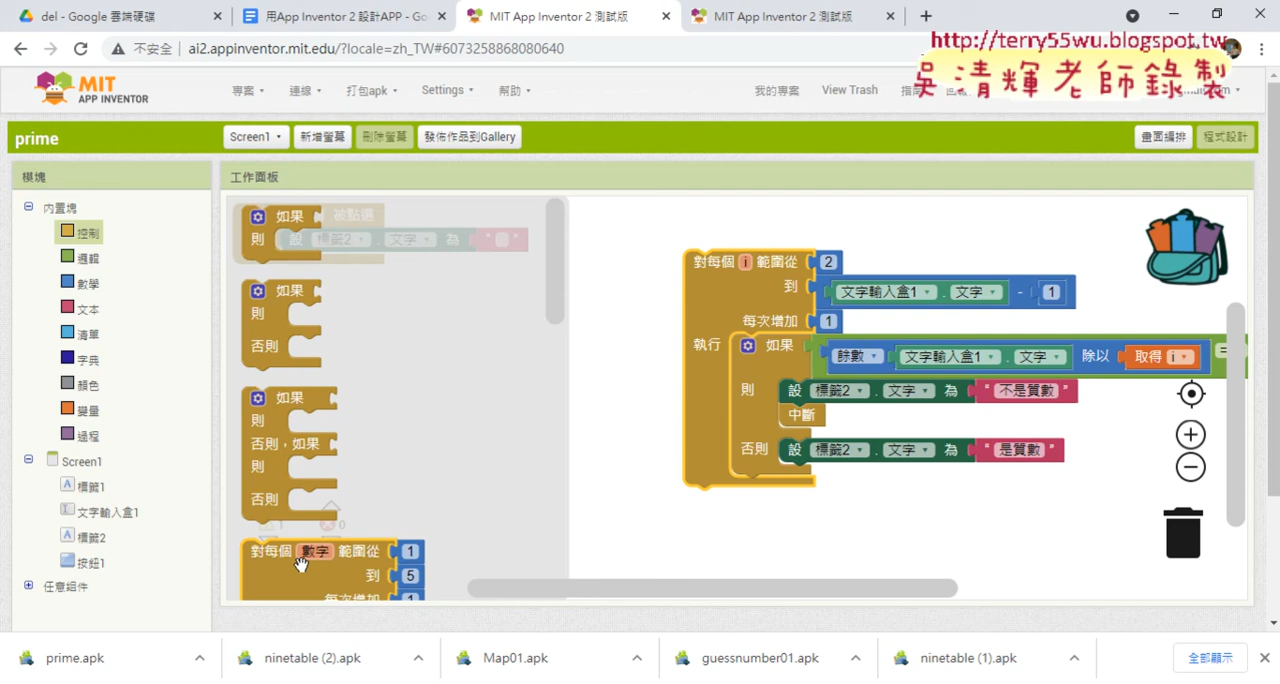 del - Google 雲端硬碟
用App Inventor 2 設計APP - Go
MIT App Inventor 2 測試版
MIT App Inventor 2 測試版
不安全
ai2.appinventor.mit.edu/?locale=zh_TW#6073258868080640
http://terry55wu.blogspot.tw
吳清輝老師錄製
MIT
APP INVENTOR
專案
連線
打包apk
Settings
幫助
我的專案
View Trash
指南
prime
Screen1
新增螢幕
刪除螢幕
發佈作品到Gallery
畫面編排
程式設計
模塊
工作面板
內置塊
控制
邏輯
數學
文本
清單
字典
顏色
變量
過程
Screen1
標籤1
文字輸入盒1
標籤2
按鈕1
任意組件
如果
被點選
則
設 標籤2 . 文字 為 " "
如果
則
否則
如果
則
否則,如果
則
否則
對每個 數字 範圍從 1
到 5
每次增加 1
1
0
對每個 i 範圍從 2
到 文字輸入盒1 . 文字 - 1
每次增加 1
執行 如果 餘數 文字輸入盒1 . 文字 除以 取得 i =
則 設 標籤2 . 文字 為 " 不是質數 "
中斷
否則 設 標籤2 . 文字 為 " 是質數 "
prime.apk
ninetable (2).apk
Map01.apk
guessnumber01.apk
ninetable (1).apk
全部顯示